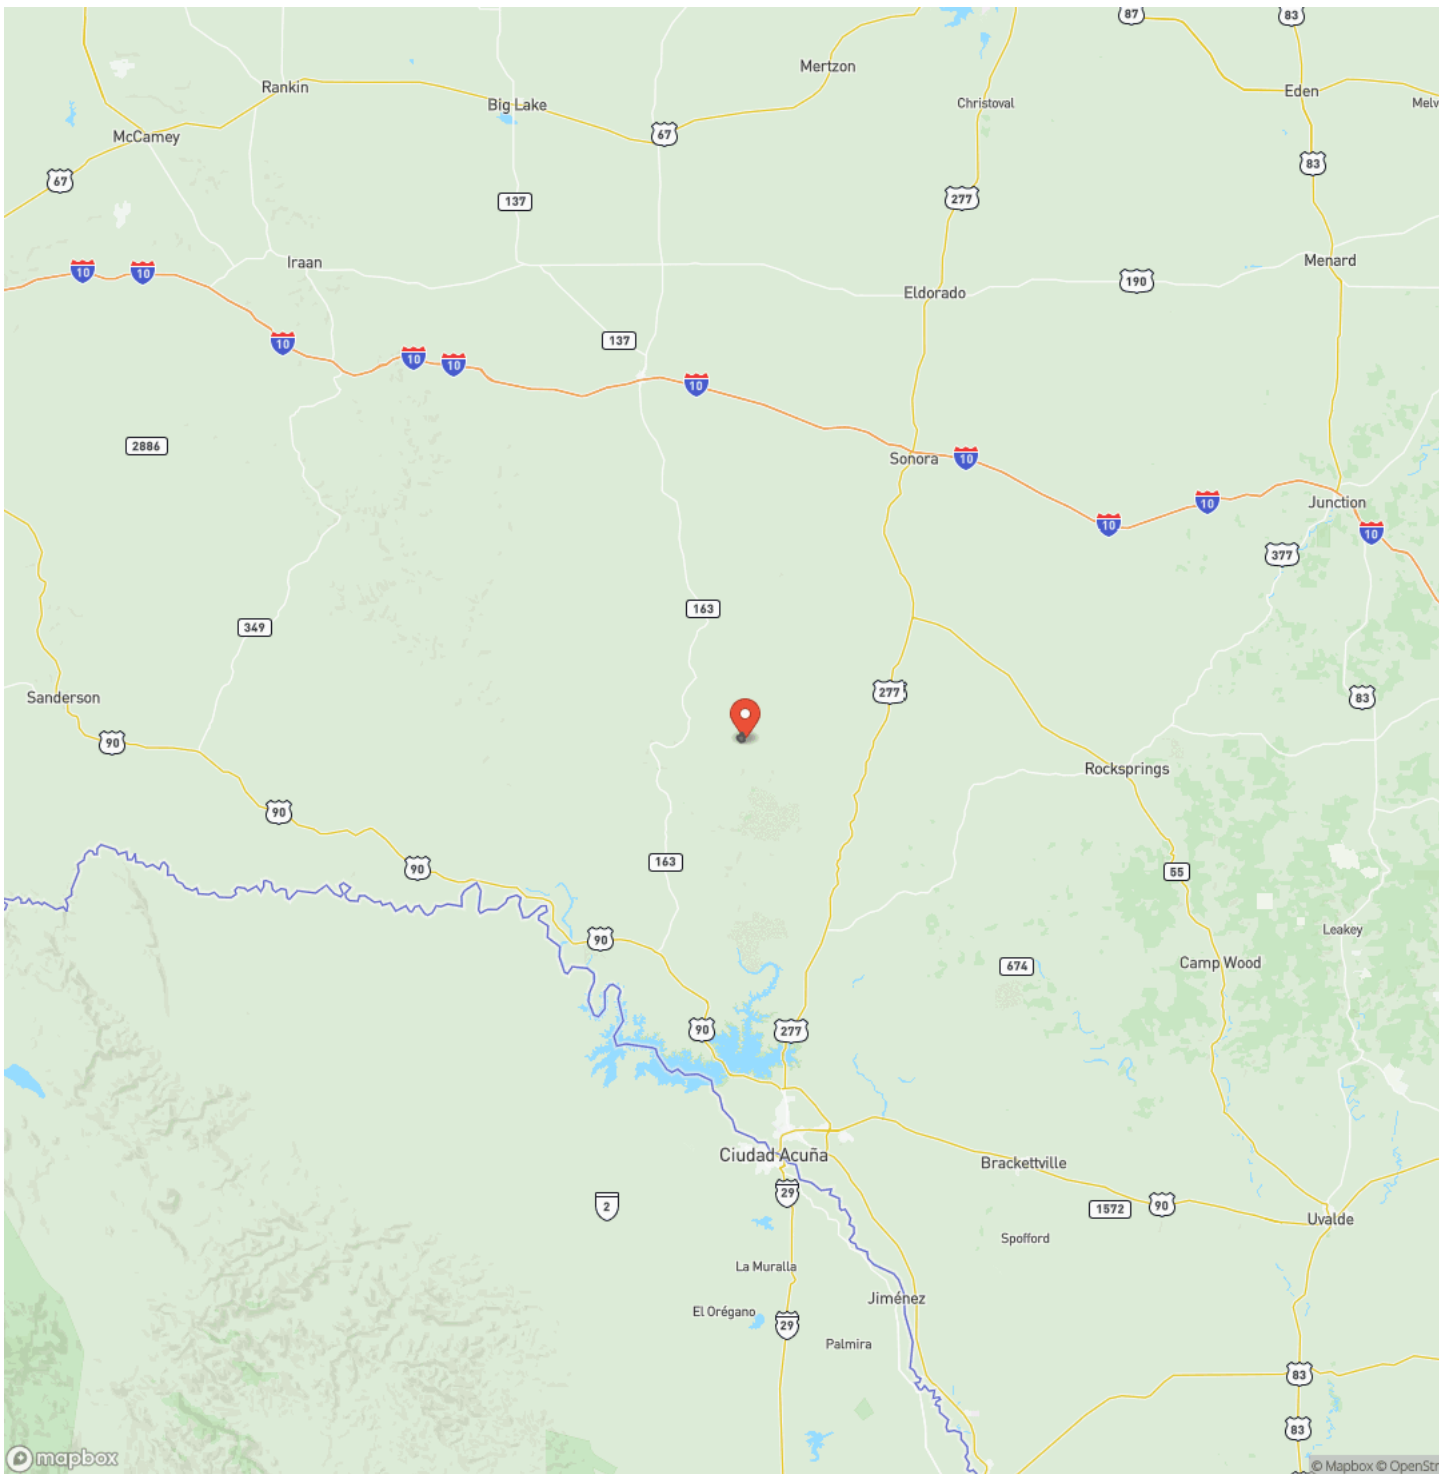 87
83
Mertzon
Rankin
Eden
Big Lake
Christoval
Melv
McCamey
67
83
67
137
277
Iraan
Menard
10
10
190
Eldorado
10
137
10
10
10
2886
Sonora
10
Junction
10
10
10
377
163
349
277
Sanderson
83
90
Rocksprings
90
163
90
55
Leakey
90
Camp Wood
674
90
277
Ciudad Acuña
Brackettville
29
2
90
1572
Uvalde
Spofford
La Muralla
Jiménez
El Orégano
29
Palmira
83
83
mapbox
© Mapbox © OpenStr